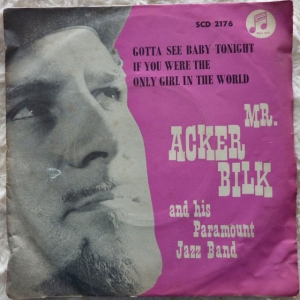 SCD 2176
GOTTA SEE BABY TONIGHT
IF YOU WERE THE
ONLY GIRL IN THE WORLD
MR.
ACKER
BILK
and his
Paramount
Jazz Band